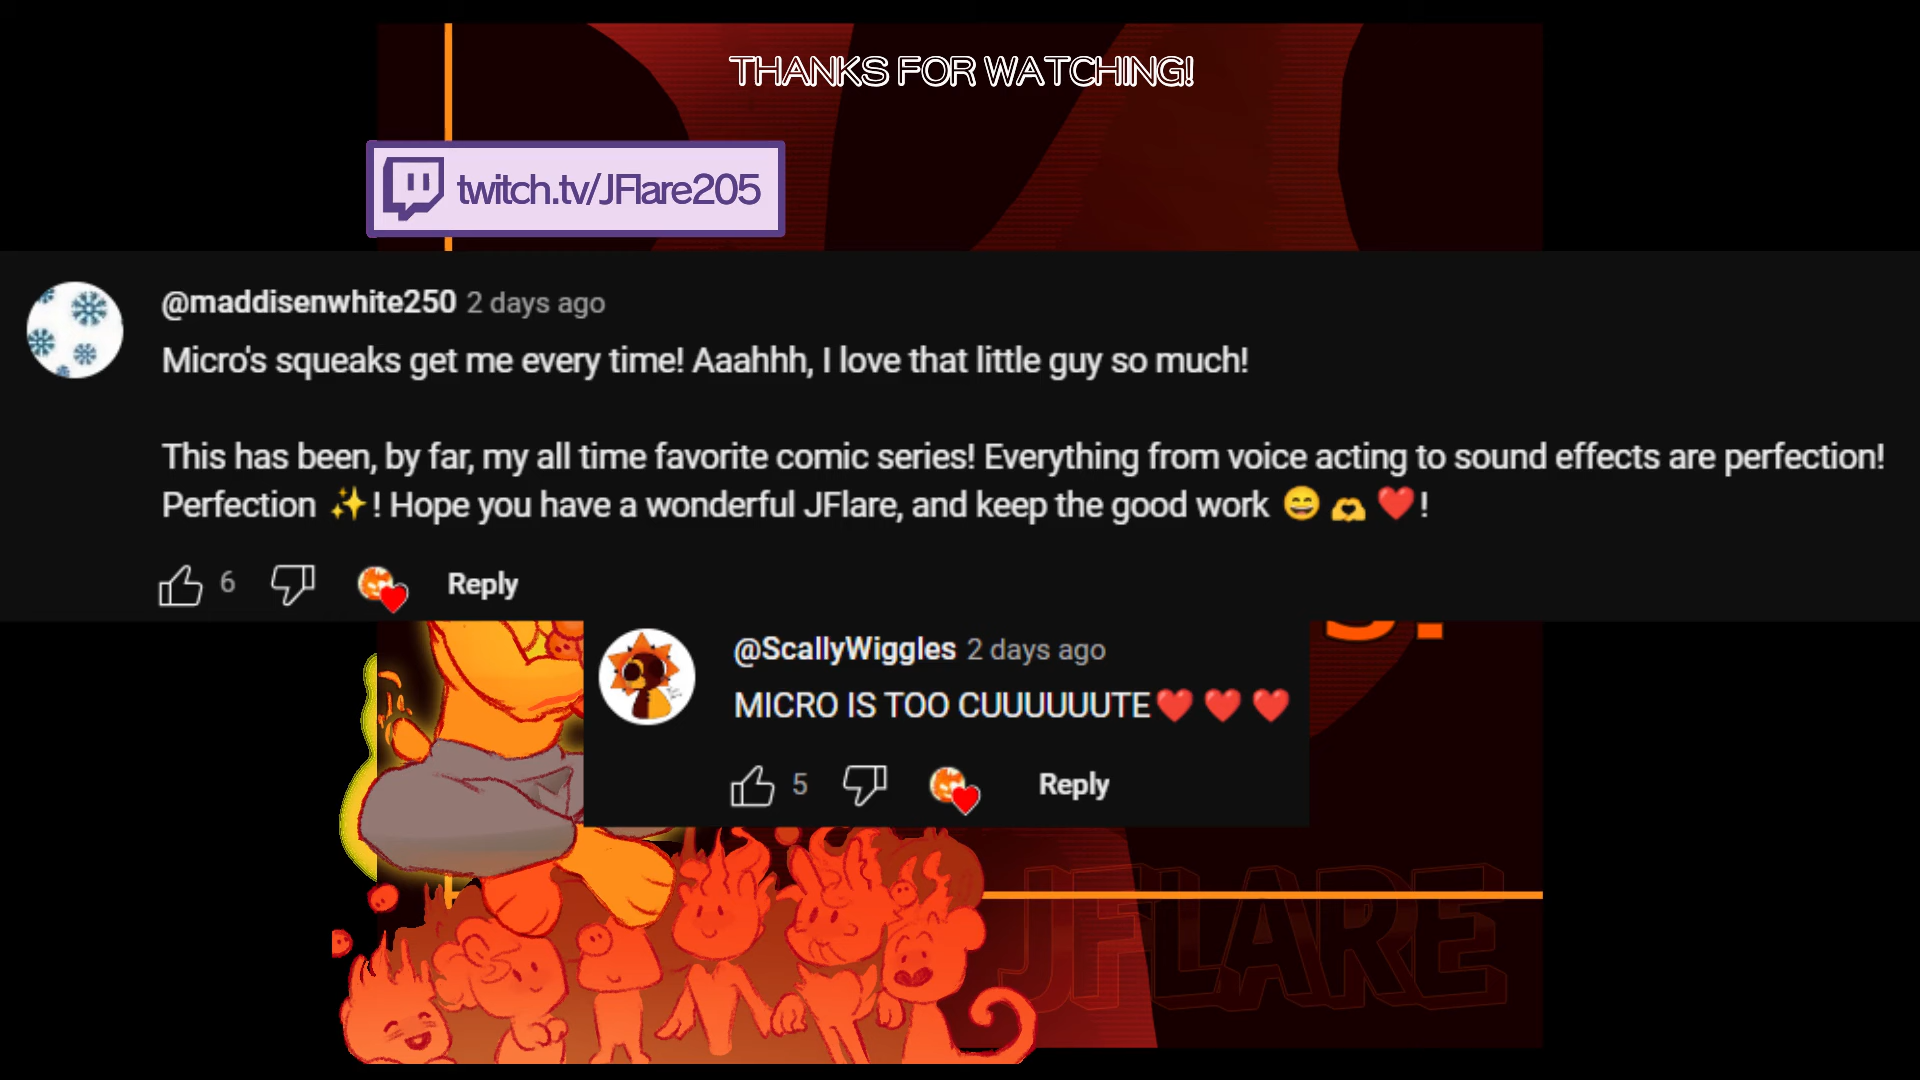 THANKS FOR WATCHING!
twitch.tv/JFlare205
@maddisenwhite250 2 days ago
Micro's squeaks get me every time! Aaahhh, I love that little guy so much!
This has been, by far, my all time favorite comic series! Everything from voice acting to sound effects are perfection!
Perfection ✨! Hope you have a wonderful JFlare, and keep the good work 😄 🫶 ❤️!
6 Reply
@ScallyWiggles 2 days ago
MICRO IS TOO CUUUUUUTE❤️ ❤️ ❤️
5 Reply
JFLARE